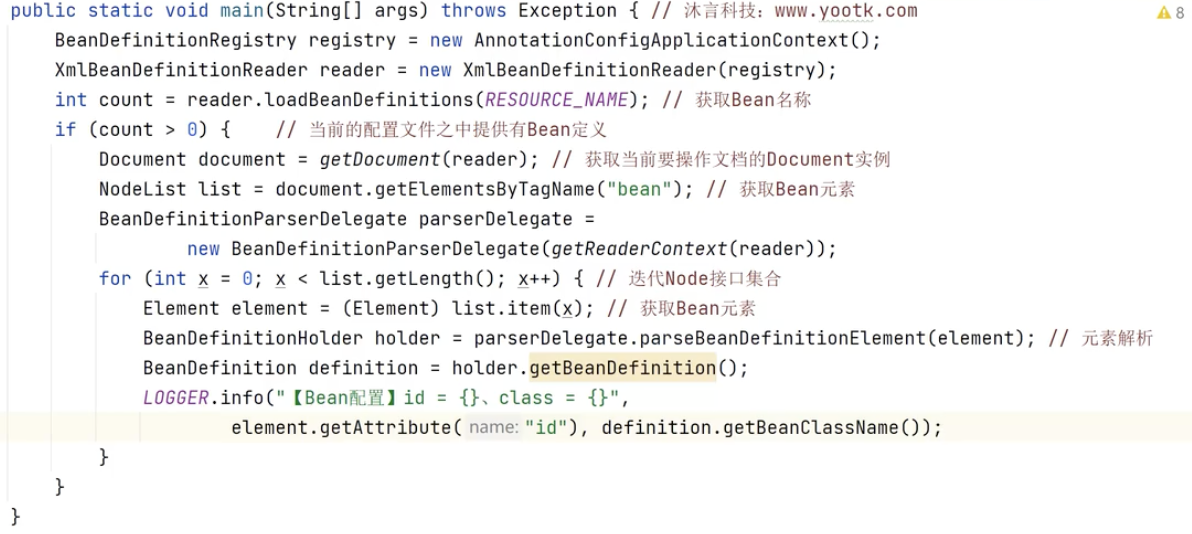 public static void main(String[] args) throws Exception { // 沐言科技：www.yootk.com
8
    BeanDefinitionRegistry registry = new AnnotationConfigApplicationContext();
    XmlBeanDefinitionReader reader = new XmlBeanDefinitionReader(registry);
    int count = reader.loadBeanDefinitions(RESOURCE_NAME); // 获取Bean名称
    if (count > 0) {    // 当前的配置文件之中提供有Bean定义
        Document document = getDocument(reader); // 获取当前要操作文档的Document实例
        NodeList list = document.getElementsByTagName("bean"); // 获取Bean元素
        BeanDefinitionParserDelegate parserDelegate =
                new BeanDefinitionParserDelegate(getReaderContext(reader));
        for (int x = 0; x < list.getLength(); x++) { // 迭代Node接口集合
            Element element = (Element) list.item(x); // 获取Bean元素
            BeanDefinitionHolder holder = parserDelegate.parseBeanDefinitionElement(element); // 元素解析
            BeanDefinition definition = holder.getBeanDefinition();
            LOGGER.info("【Bean配置】id = {}、class = {}",
                    element.getAttribute( name: "id"), definition.getBeanClassName());
        }
    }
}